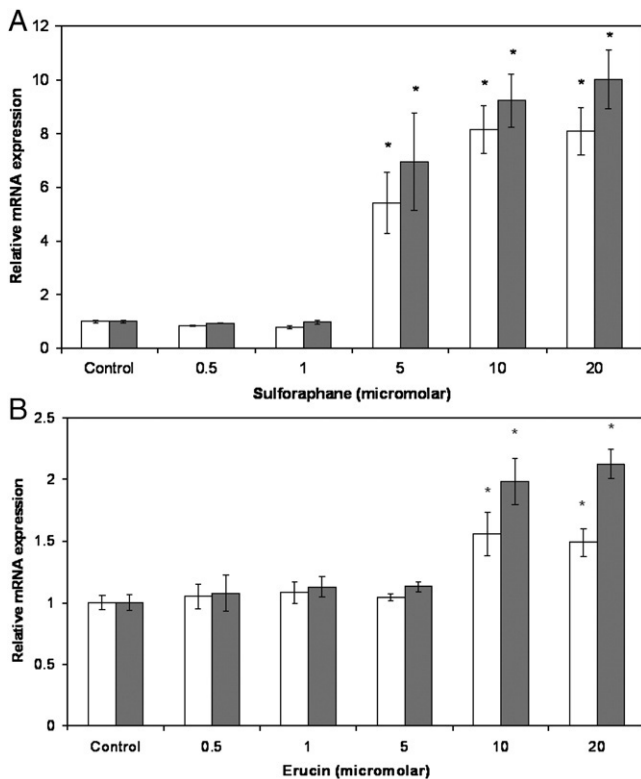 A
Relative mRNA expression
12
10
8
6
4
2
0
* * * * * *
Control 0.5 1 5 10 20
Sulforaphane (micromolar)
B
Relative mRNA expression
2.5
2
1.5
1
0.5
0
* * * *
Control 0.5 1 5 10 20
Erucin (micromolar)